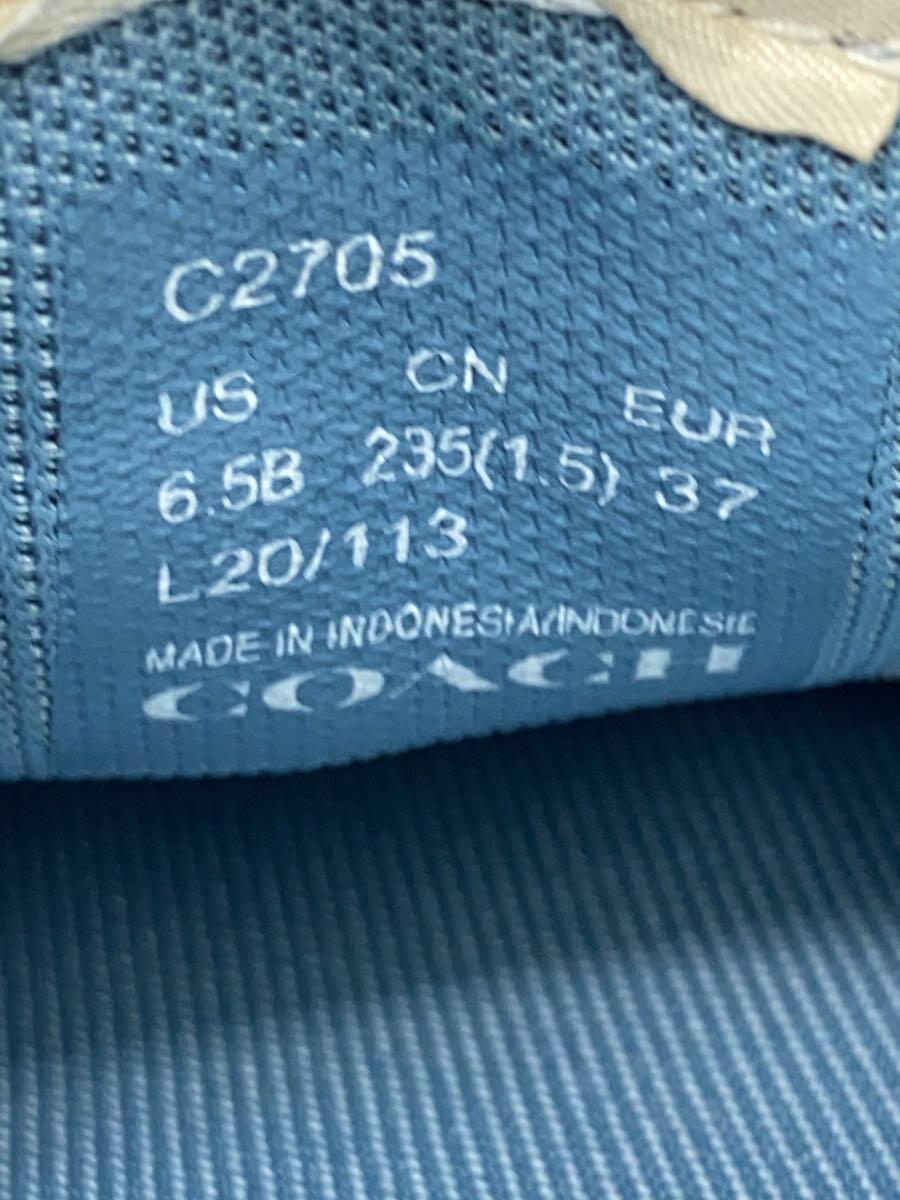 C2705
US CN EUR
6.5B 235(1.5) 37
L20/113
MADE IN INDONESIA/INDONESIE
COACH